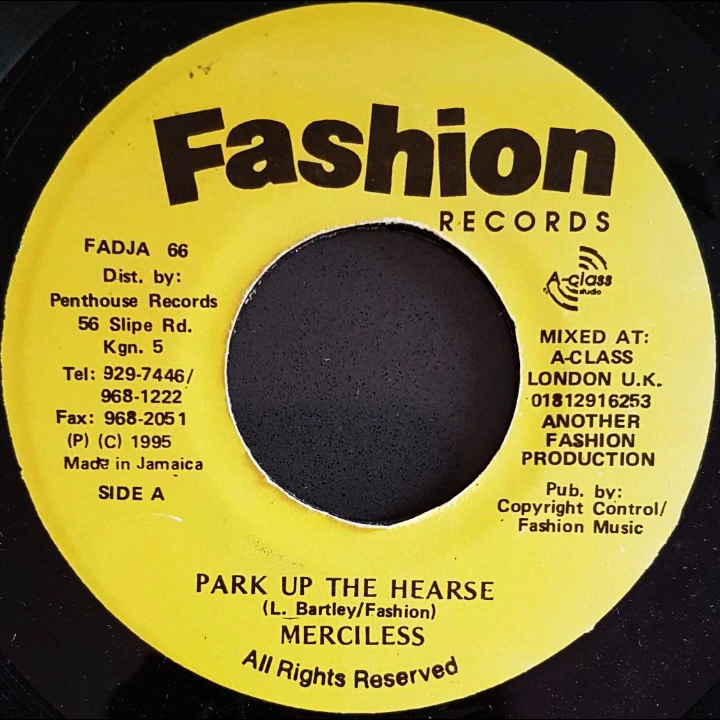 Fashion
RECORDS
FADJA 66
Dist. by:
Penthouse Records
56 Slipe Rd.
Kgn. 5
Tel: 929-7446/
968-1222
Fax: 968-2051
(P) (C) 1995
Made in Jamaica
SIDE A
A-class
studio
MIXED AT:
A-CLASS
LONDON U.K.
01812916253
ANOTHER
FASHION
PRODUCTION
Pub. by:
Copyright Control/
Fashion Music
PARK UP THE HEARSE
(L. Bartley/Fashion)
MERCILESS
All Rights Reserved